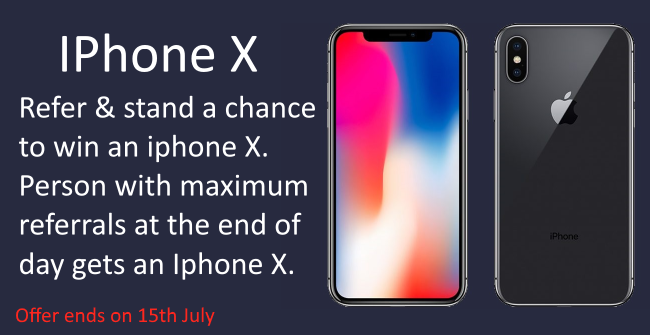 IPhone X
Refer & stand a chance
to win an iphone X.
Person with maximum
referrals at the end of
day gets an Iphone X.
Offer ends on 15th July
iPhone